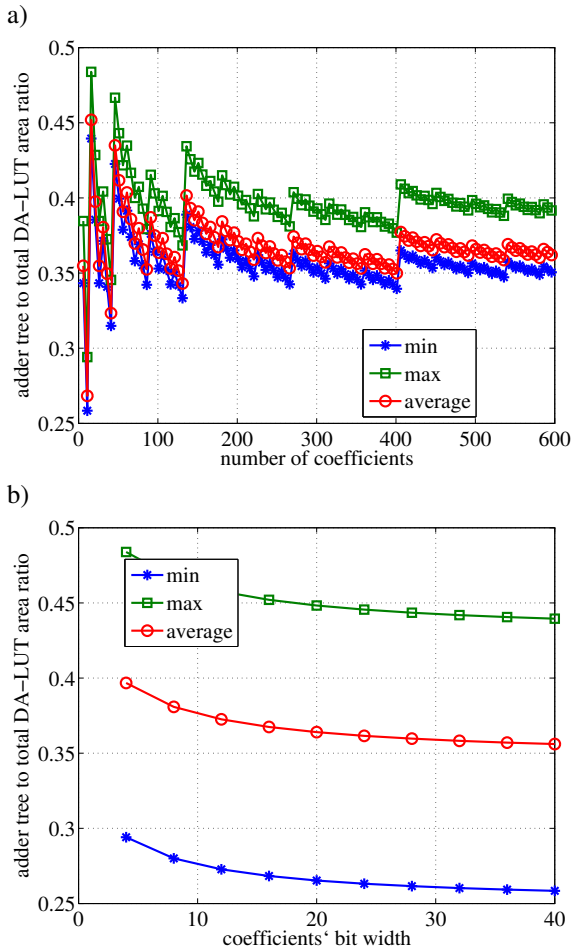 a)
0.5
0.45
0.4
0.35
0.3
0.25
adder tree to total DA−LUT area ratio
min
max
average
0 100 200 300 400 500 600
number of coefficients
b)
0.5
0.45
0.4
0.35
0.3
0.25
adder tree to total DA−LUT area ratio
min
max
average
0 10 20 30 40
coefficients‘ bit width